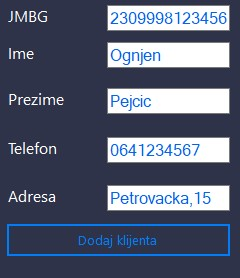 JMBG 2309998123456
Ime Ognjen
Prezime Pejcic
Telefon 0641234567
Adresa Petrovacka,15
Dodaj klijenta